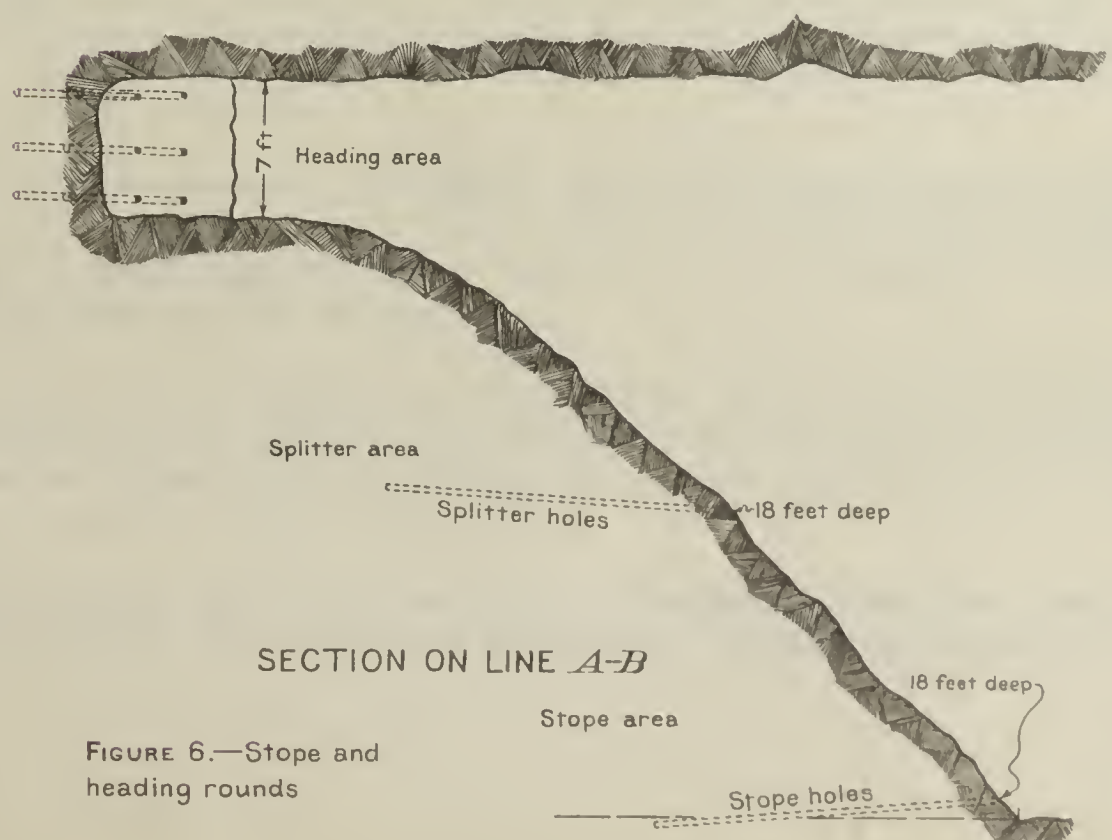 7 ft
Heading area
Splitter area
Splitter holes
18 feet deep
SECTION ON LINE A-B
18 feet deep
Stope area
FIGURE 6.—Stope and
heading rounds
Stope holes